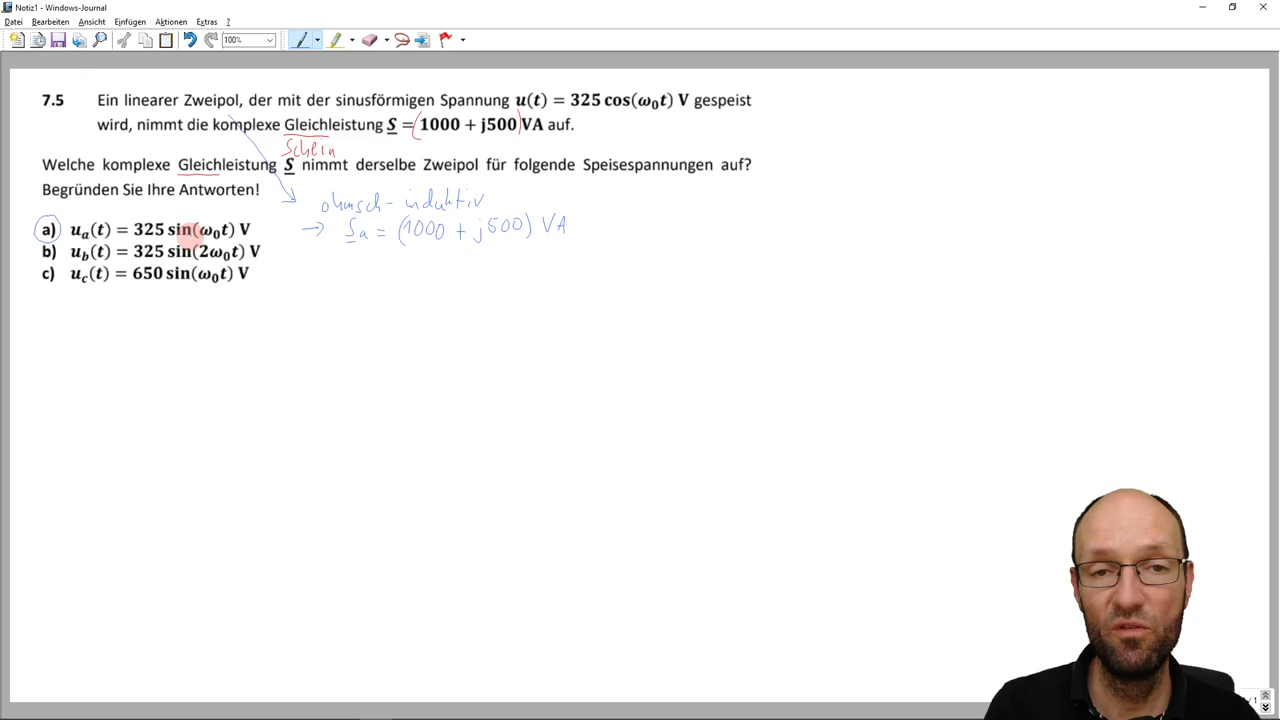 Notiz1 - Windows-Journal
Datei Bearbeiten Ansicht Einfügen Aktionen Extras ?
100%
7.5 Ein linearer Zweipol, der mit der sinusförmigen Spannung u(t) = 325 cos(ω₀t) V gespeist
wird, nimmt die komplexe Gleichleistung S = (1000 + j500) VA auf.
Schein
Welche komplexe Gleichleistung S nimmt derselbe Zweipol für folgende Speisespannungen auf?
Begründen Sie Ihre Antworten!
ohmsch-induktiv
a) uₐ(t) = 325 sin(ω₀t) V → Sₐ = (1000 + j500) VA
b) u_b(t) = 325 sin(2ω₀t) V
c) u_c(t) = 650 sin(ω₀t) V